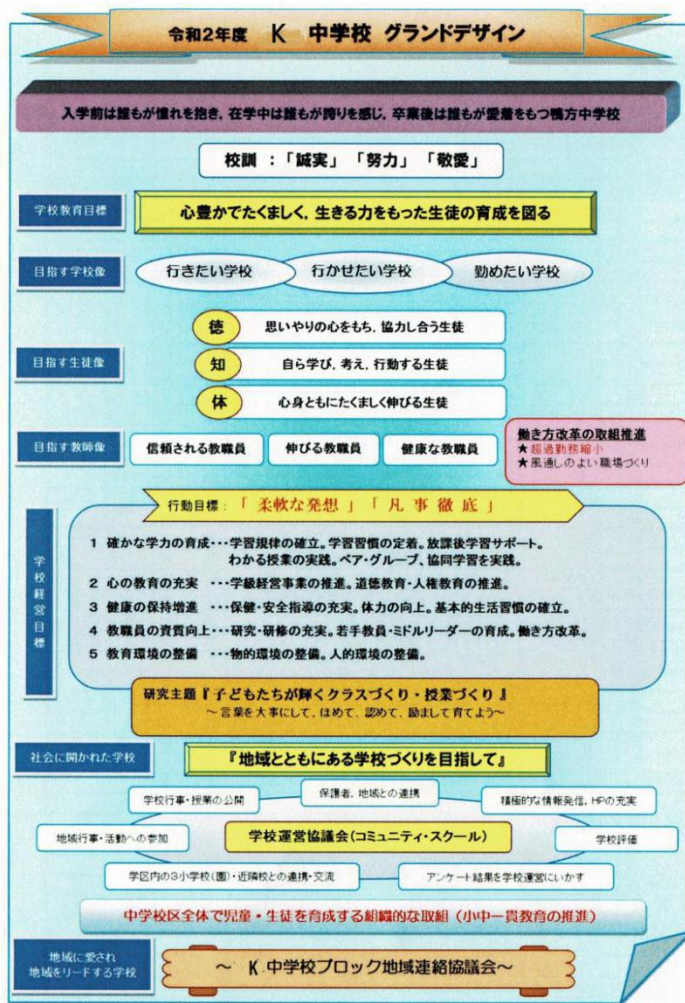 令和2年度 K 中学校 グランドデザイン
入学前は誰もが憧れを抱き,在学中は誰もが誇りを感じ,卒業後は誰もが愛着をもつ鴨方中学校
校訓 : 「誠実」 「努力」 「敬愛」
学校教育目標
心豊かでたくましく,生きる力をもった生徒の育成を図る
目指す学校像
行きたい学校
行かせたい学校
勤めたい学校
目指す生徒像
徳
思いやりの心をもち,協力し合う生徒
知
自ら学び,考え,行動する生徒
体
心身ともにたくましく伸びる生徒
目指す教師像
信頼される教職員
伸びる教職員
健康な教職員
働き方改革の取組推進
★超過勤務縮小
★風通しのよい職場づくり
行動目標:「柔軟な発想」「凡事徹底」
学校経営目標
1 確かな学力の育成・・・学習規律の確立。学習習慣の定着。放課後学習サポート。
わかる授業の実践。ペア・グループ、協同学習を実践。
2 心の教育の充実 ・・・学級経営事業の推進。道徳教育・人権教育の推進。
3 健康の保持増進 ・・・保健・安全指導の充実。体力の向上。基本的生活習慣の確立。
4 教職員の資質向上・・・研究・研修の充実。若手教員・ミドルリーダーの育成。働き方改革。
5 教育環境の整備 ・・・物的環境の整備。人的環境の整備。
研究主題『子どもたちが輝くクラスづくり・授業づくり』
~言葉を大事にして、ほめて、認めて、励まして育てよう~
社会に開かれた学校
『地域とともにある学校づくりを目指して』
学校行事・授業の公開
保護者,地域との連携
積極的な情報発信,HPの充実
地域行事・活動への参加
学校運営協議会(コミュニティ・スクール)
学校評価
学区内の3小学校(園)・近隣校との連携・交流
アンケート結果を学校運営にいかす
中学校区全体で児童・生徒を育成する組織的な取組(小中一貫教育の推進)
地域に愛され
地域をリードする学校
~ K 中学校ブロック地域連絡協議会~